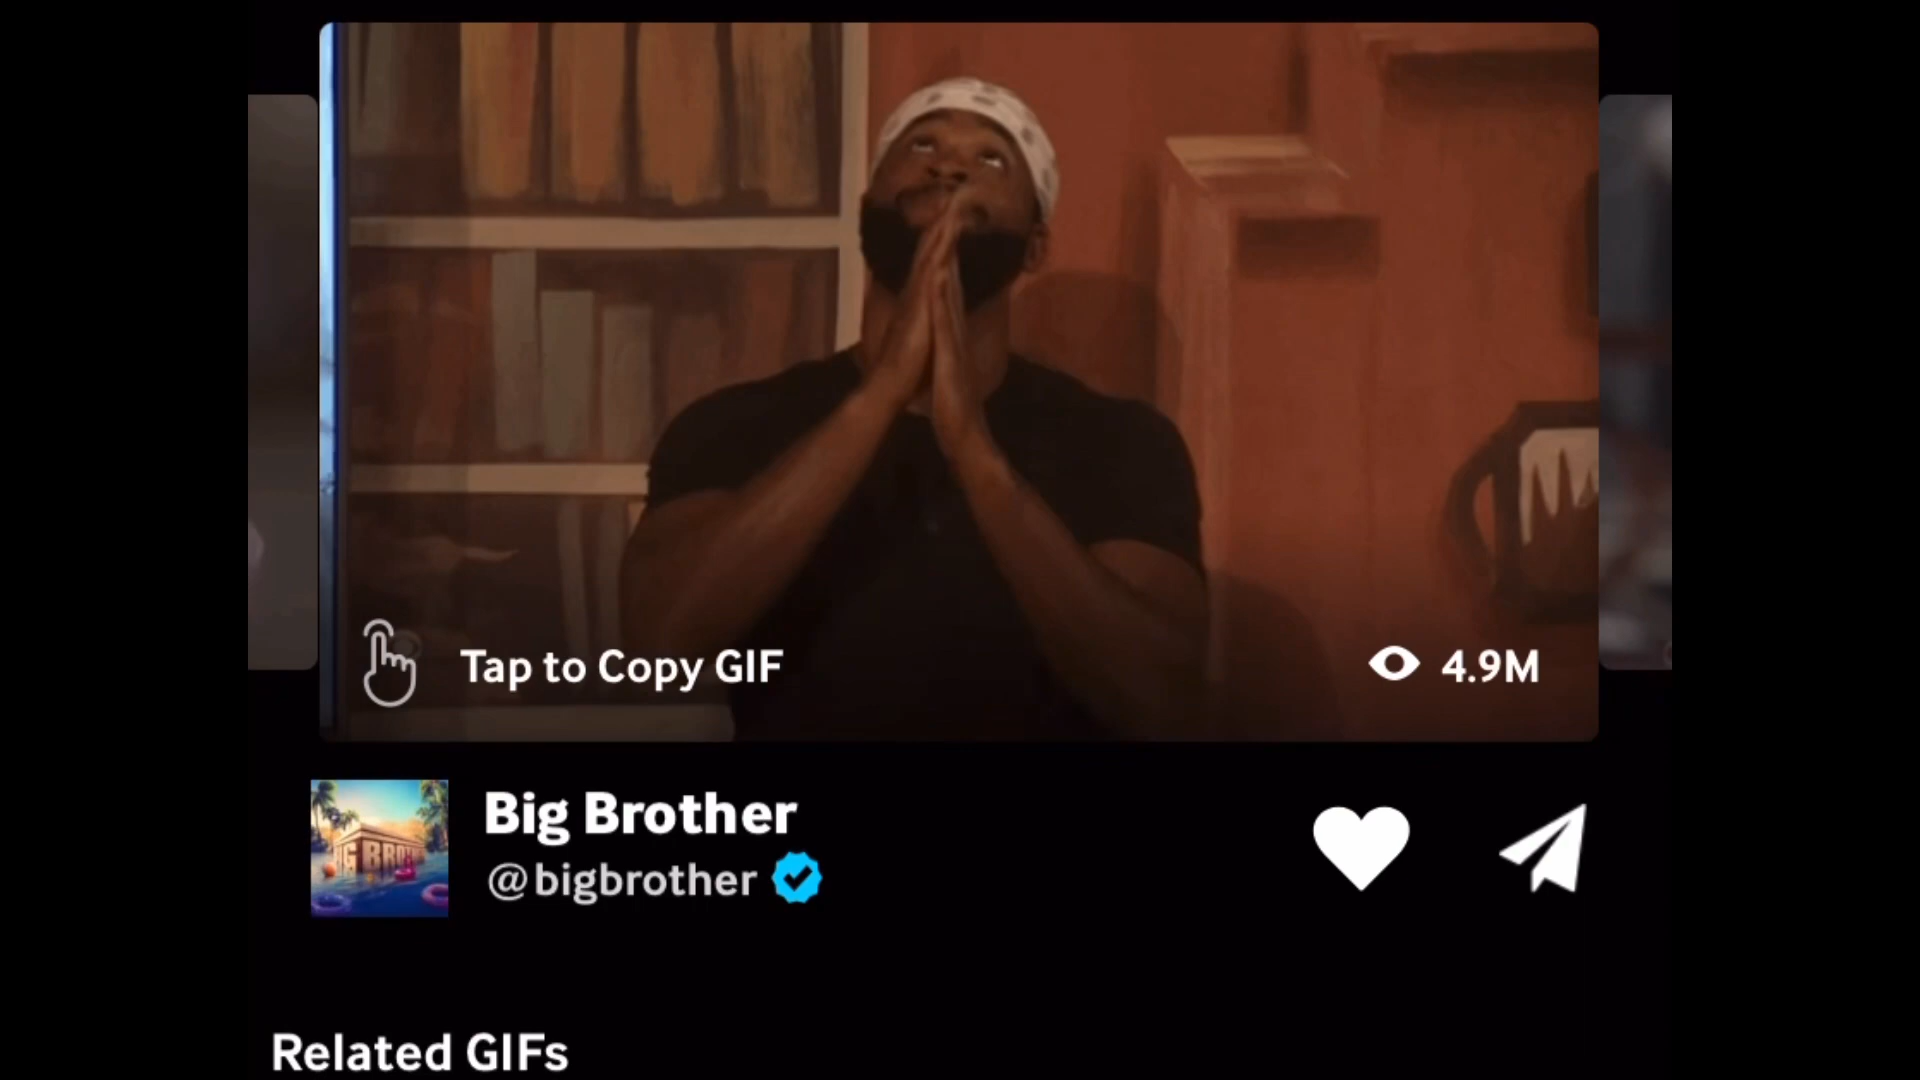 Tap to Copy GIF
4.9M
Big Brother
@bigbrother
Related GIFs